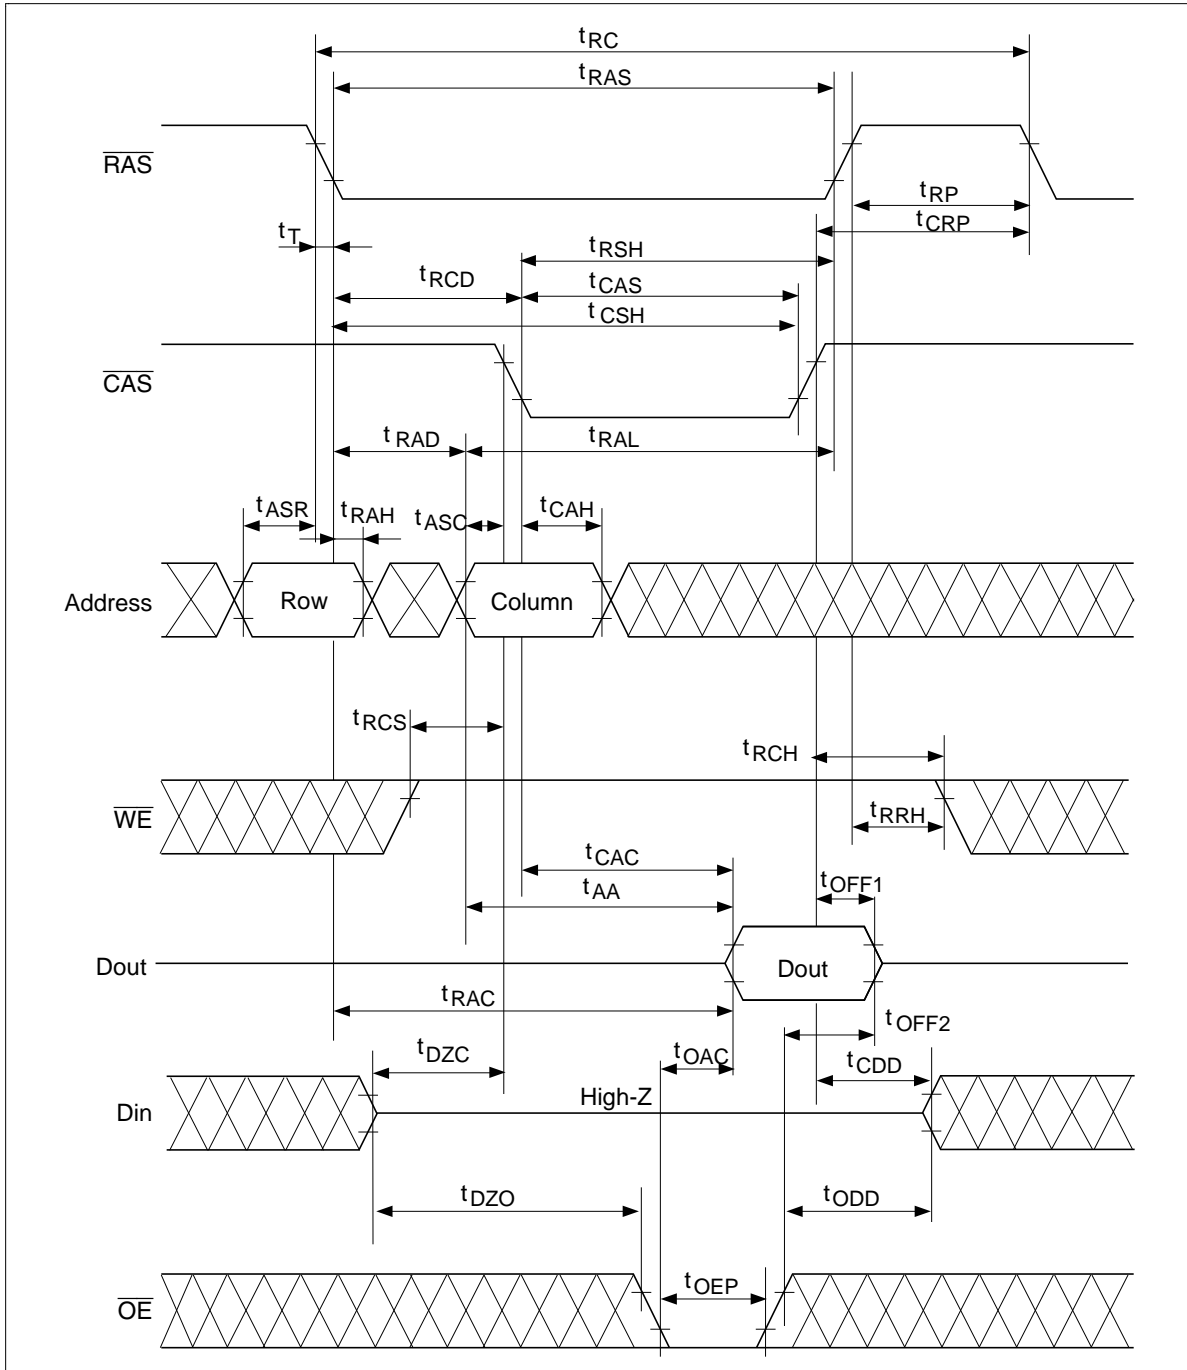 tRC
tRAS
RAS
tRP
tCRP
tT
tRSH
tRCD
tCAS
tCSH
CAS
tRAD
tRAL
tASR
tRAH
tASC
tCAH
Address
Row
Column
tRCS
tRCH
WE
tRRH
tCAC
tOFF1
tAA
Dout
Dout
tRAC
tOFF2
tDZC
tOAC
tCDD
High-Z
Din
tDZO
tODD
tOEP
OE